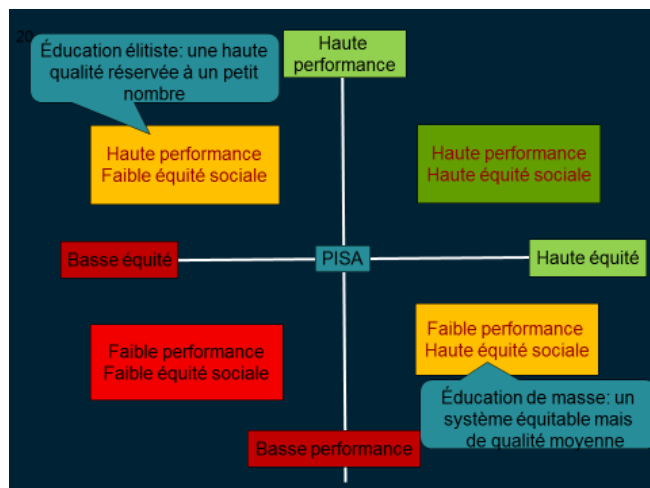 20
Éducation élitiste: une haute
qualité réservée à un petit
nombre
Haute
performance
Haute performance
Faible équité sociale
Haute performance
Haute équité sociale
Basse équité
PISA
Haute équité
Faible performance
Faible équité sociale
Faible performance
Haute équité sociale
Éducation de masse: un
système équitable mais
de qualité moyenne
Basse performance